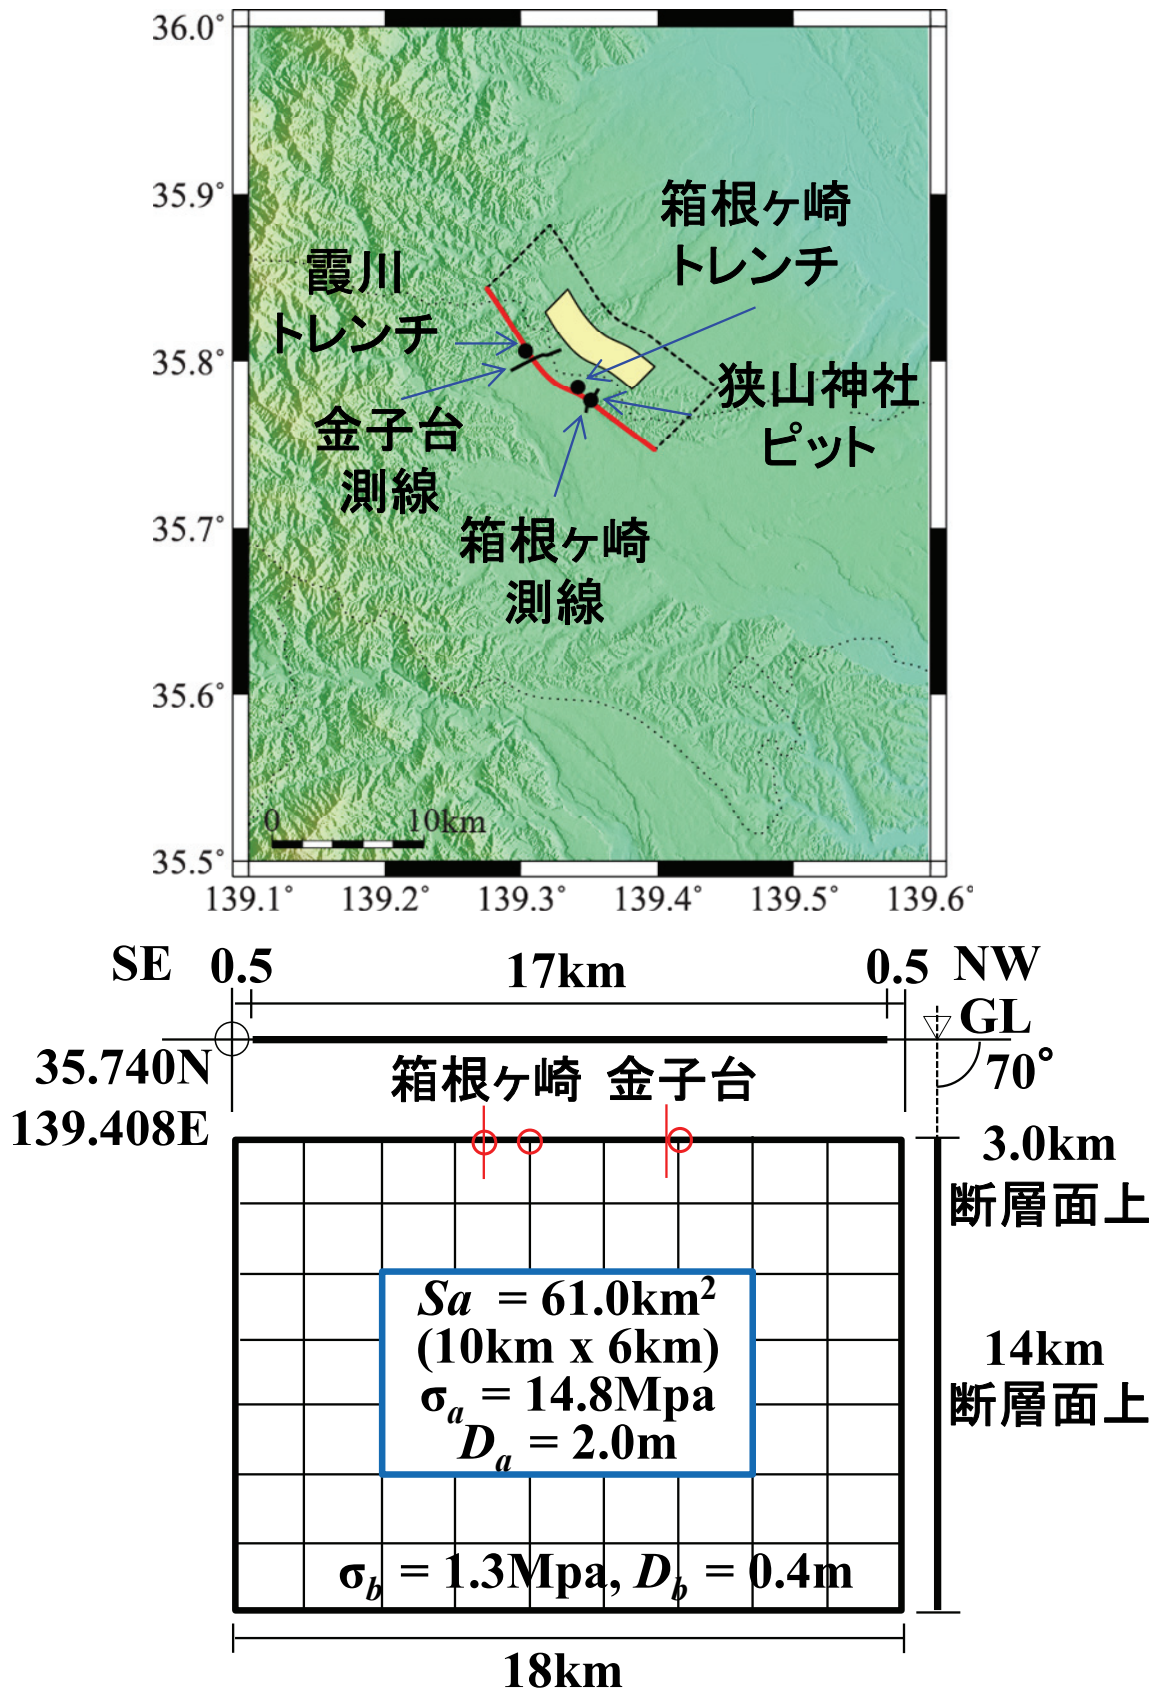 36.0°
35.9°
箱根ヶ崎
トレンチ
霞川
トレンチ
35.8°
狭山神社
ピット
金子台
測線
35.7°
箱根ヶ崎
測線
35.6°
0 10km
35.5°
139.1° 139.2° 139.3° 139.4° 139.5° 139.6°
SE 0.5 17km 0.5 NW
GL
35.740N
139.408E
箱根ヶ崎 金子台
70°
3.0km
断層面上
Sa = 61.0km²
(10km x 6km)
σa = 14.8Mpa
Da = 2.0m
14km
断層面上
σb = 1.3Mpa, Db = 0.4m
18km